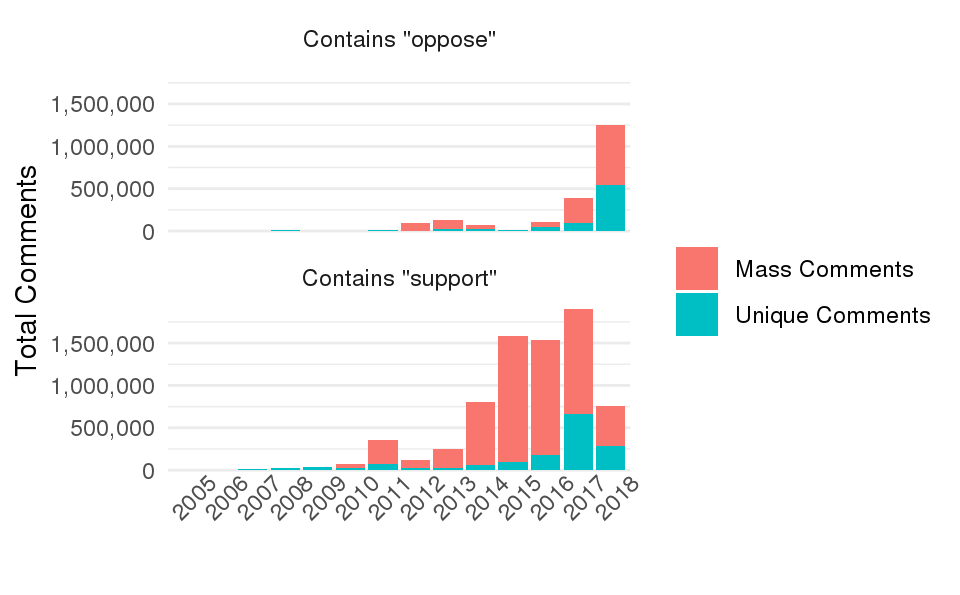 Contains "oppose"
1,500,000
1,000,000
500,000
0
Total Comments
Contains "support"
1,500,000
1,000,000
500,000
0
2005 2006 2007 2008 2009 2010 2011 2012 2013 2014 2015 2016 2017 2018
Mass Comments
Unique Comments